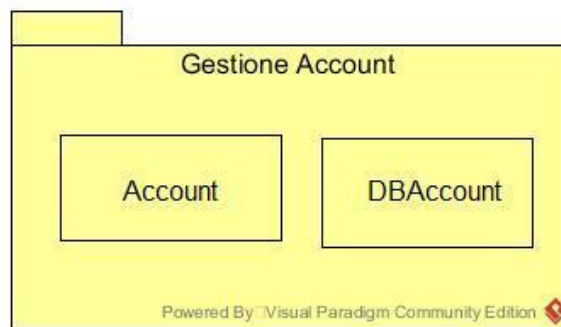 Gestione Account
Account DBAccount
Powered By Visual Paradigm Community Edition